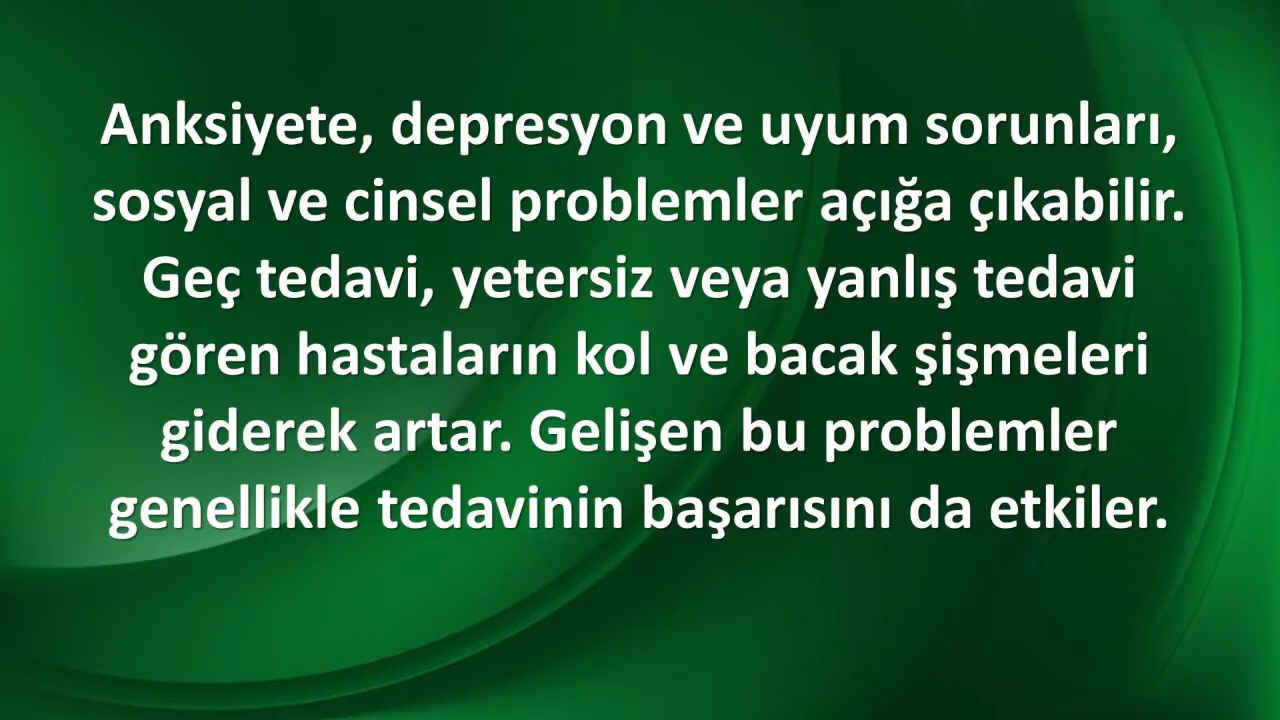 Anksiyete, depresyon ve uyum sorunları,
sosyal ve cinsel problemler açığa çıkabilir.
Geç tedavi, yetersiz veya yanlış tedavi
gören hastaların kol ve bacak şişmeleri
giderek artar. Gelişen bu problemler
genellikle tedavinin başarısını da etkiler.